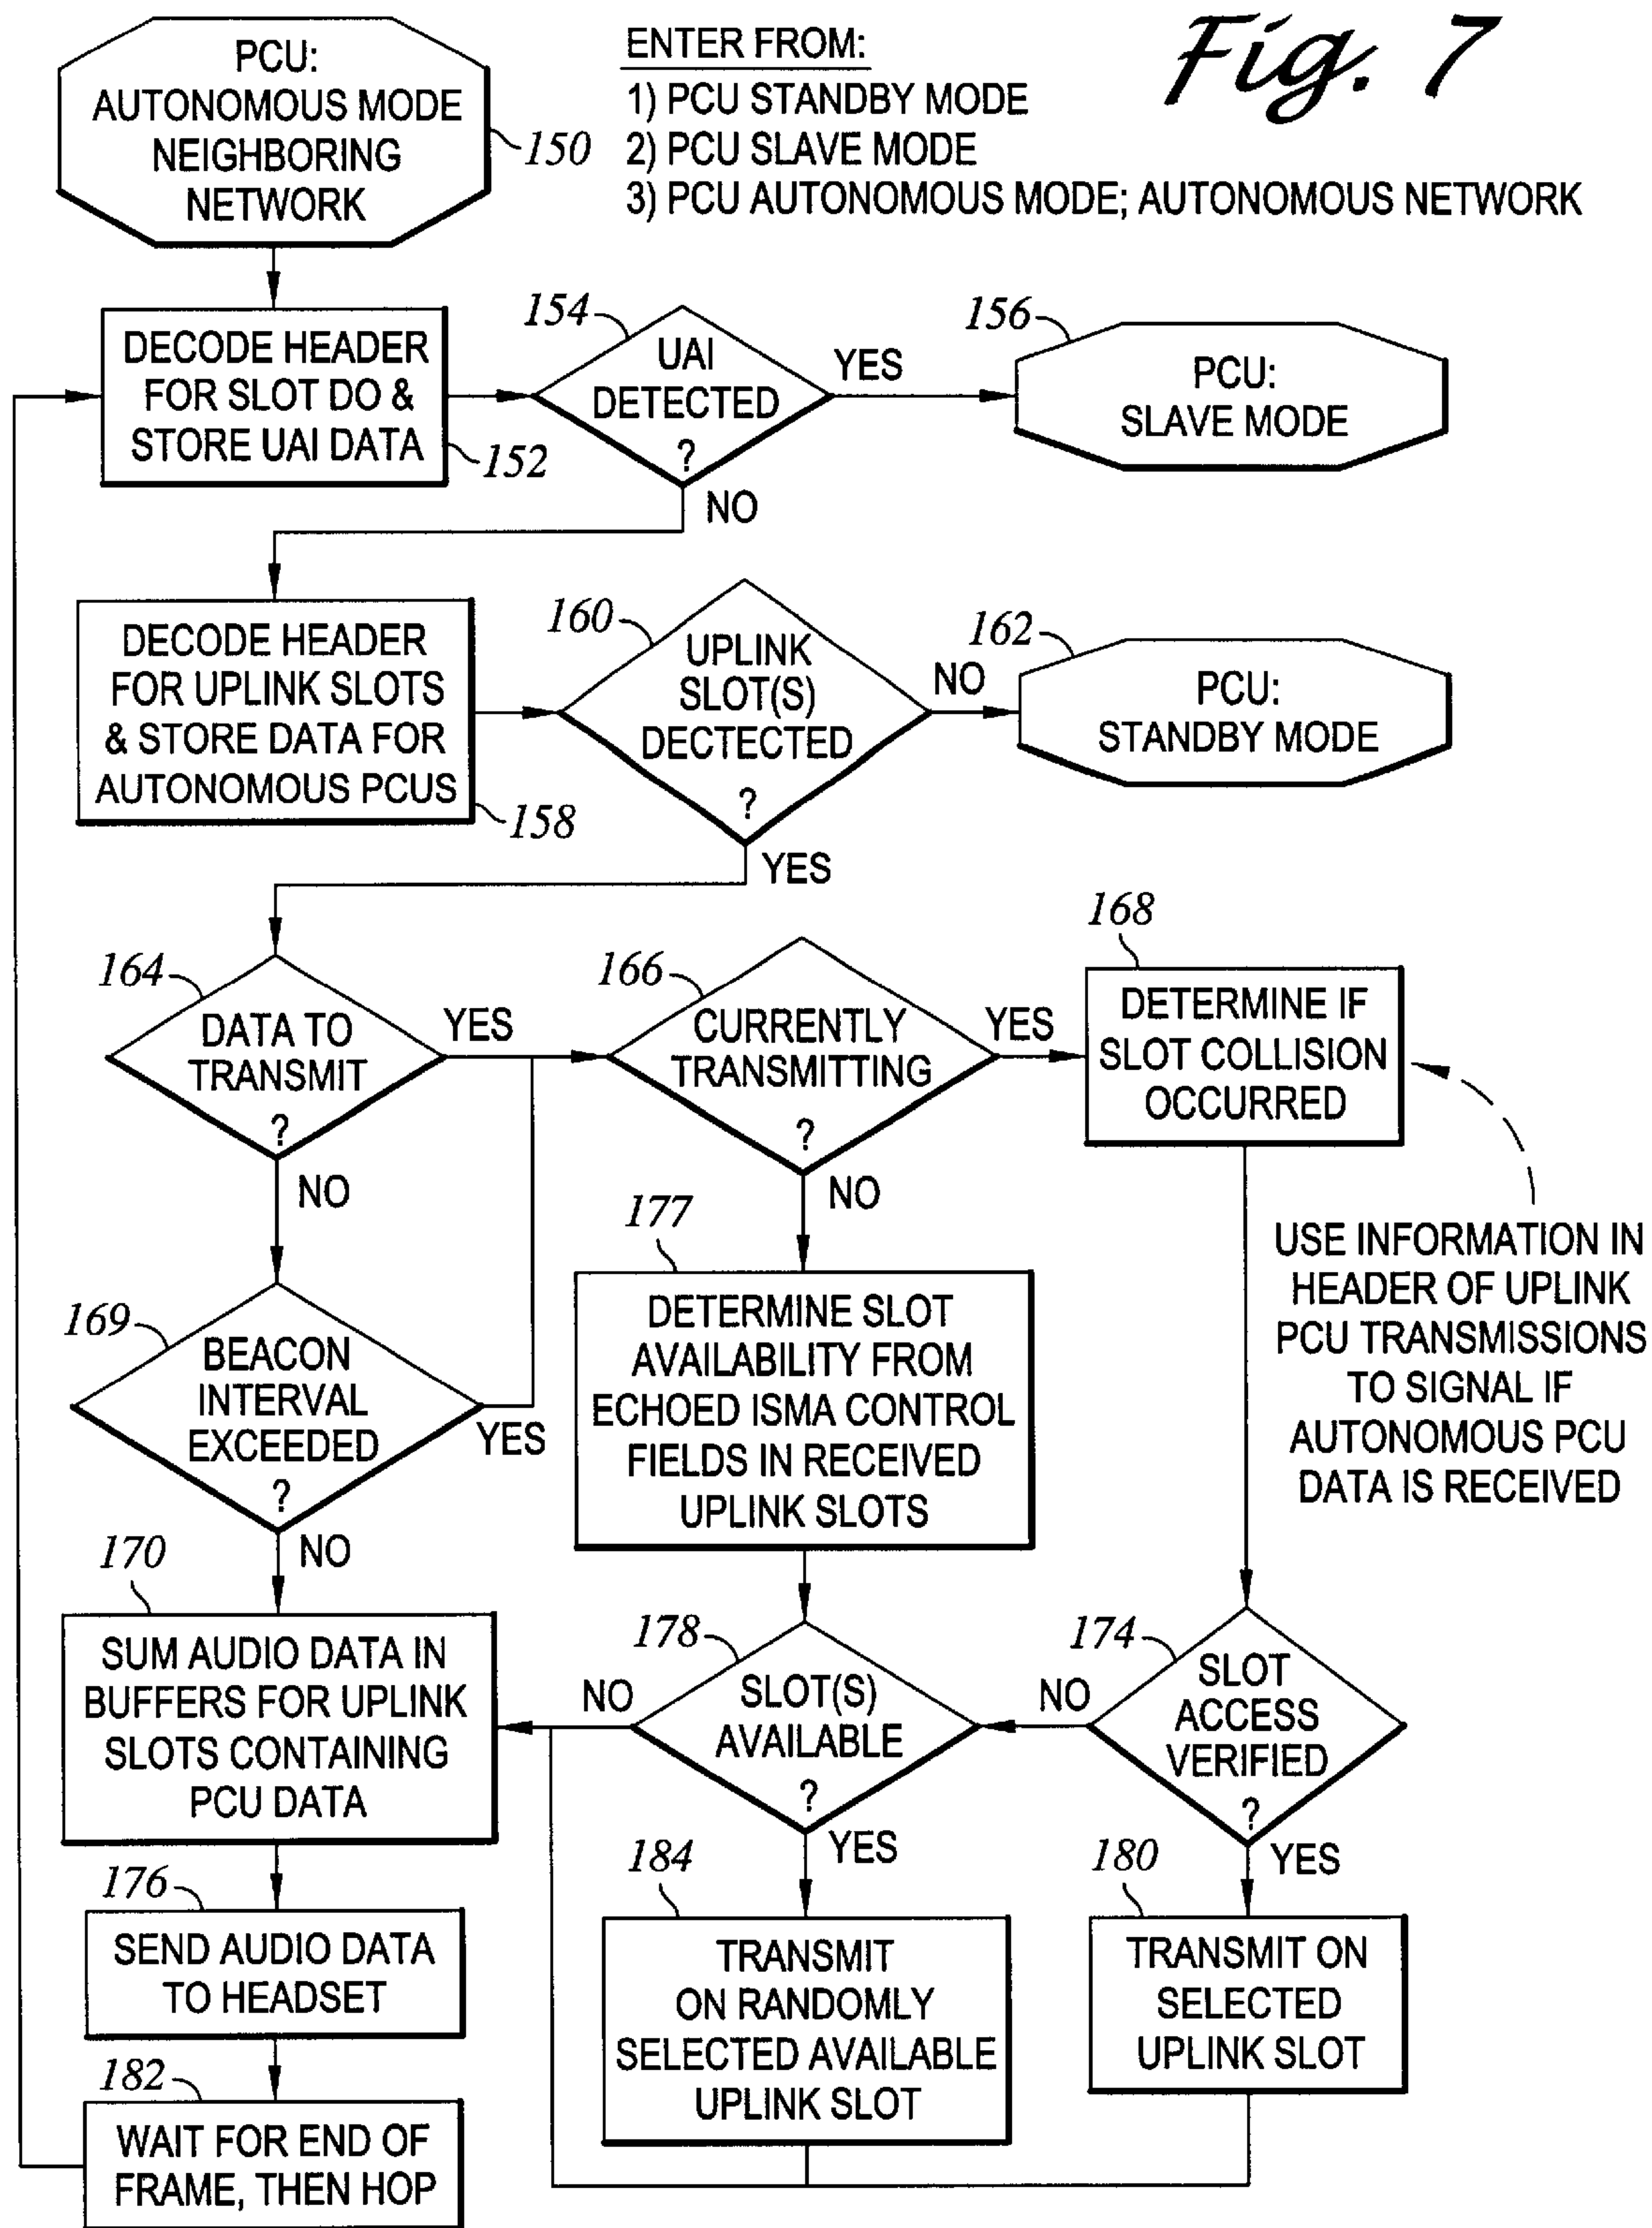 Fig. 7
PCU:
AUTONOMOUS MODE
NEIGHBORING
NETWORK
150
ENTER FROM:
1) PCU STANDBY MODE
2) PCU SLAVE MODE
3) PCU AUTONOMOUS MODE; AUTONOMOUS NETWORK
DECODE HEADER
FOR SLOT DO &
STORE UAI DATA
152
154
UAI
DETECTED
?
YES
NO
156
PCU:
SLAVE MODE
DECODE HEADER
FOR UPLINK SLOTS
& STORE DATA FOR
AUTONOMOUS PCUS
158
160
UPLINK
SLOT(S)
DECTECTED
?
NO
YES
162
PCU:
STANDBY MODE
164
DATA TO
TRANSMIT
?
YES
NO
166
CURRENTLY
TRANSMITTING
?
YES
NO
168
DETERMINE IF
SLOT COLLISION
OCCURRED
USE INFORMATION IN
HEADER OF UPLINK
PCU TRANSMISSIONS
TO SIGNAL IF
AUTONOMOUS PCU
DATA IS RECEIVED
169
BEACON
INTERVAL
EXCEEDED
?
YES
NO
177
DETERMINE SLOT
AVAILABILITY FROM
ECHOED ISMA CONTROL
FIELDS IN RECEIVED
UPLINK SLOTS
170
SUM AUDIO DATA IN
BUFFERS FOR UPLINK
SLOTS CONTAINING
PCU DATA
178
SLOT(S)
AVAILABLE
?
NO
YES
174
SLOT
ACCESS
VERIFIED
?
NO
YES
176
SEND AUDIO DATA
TO HEADSET
184
TRANSMIT
ON RANDOMLY
SELECTED AVAILABLE
UPLINK SLOT
180
TRANSMIT ON
SELECTED
UPLINK SLOT
182
WAIT FOR END OF
FRAME, THEN HOP